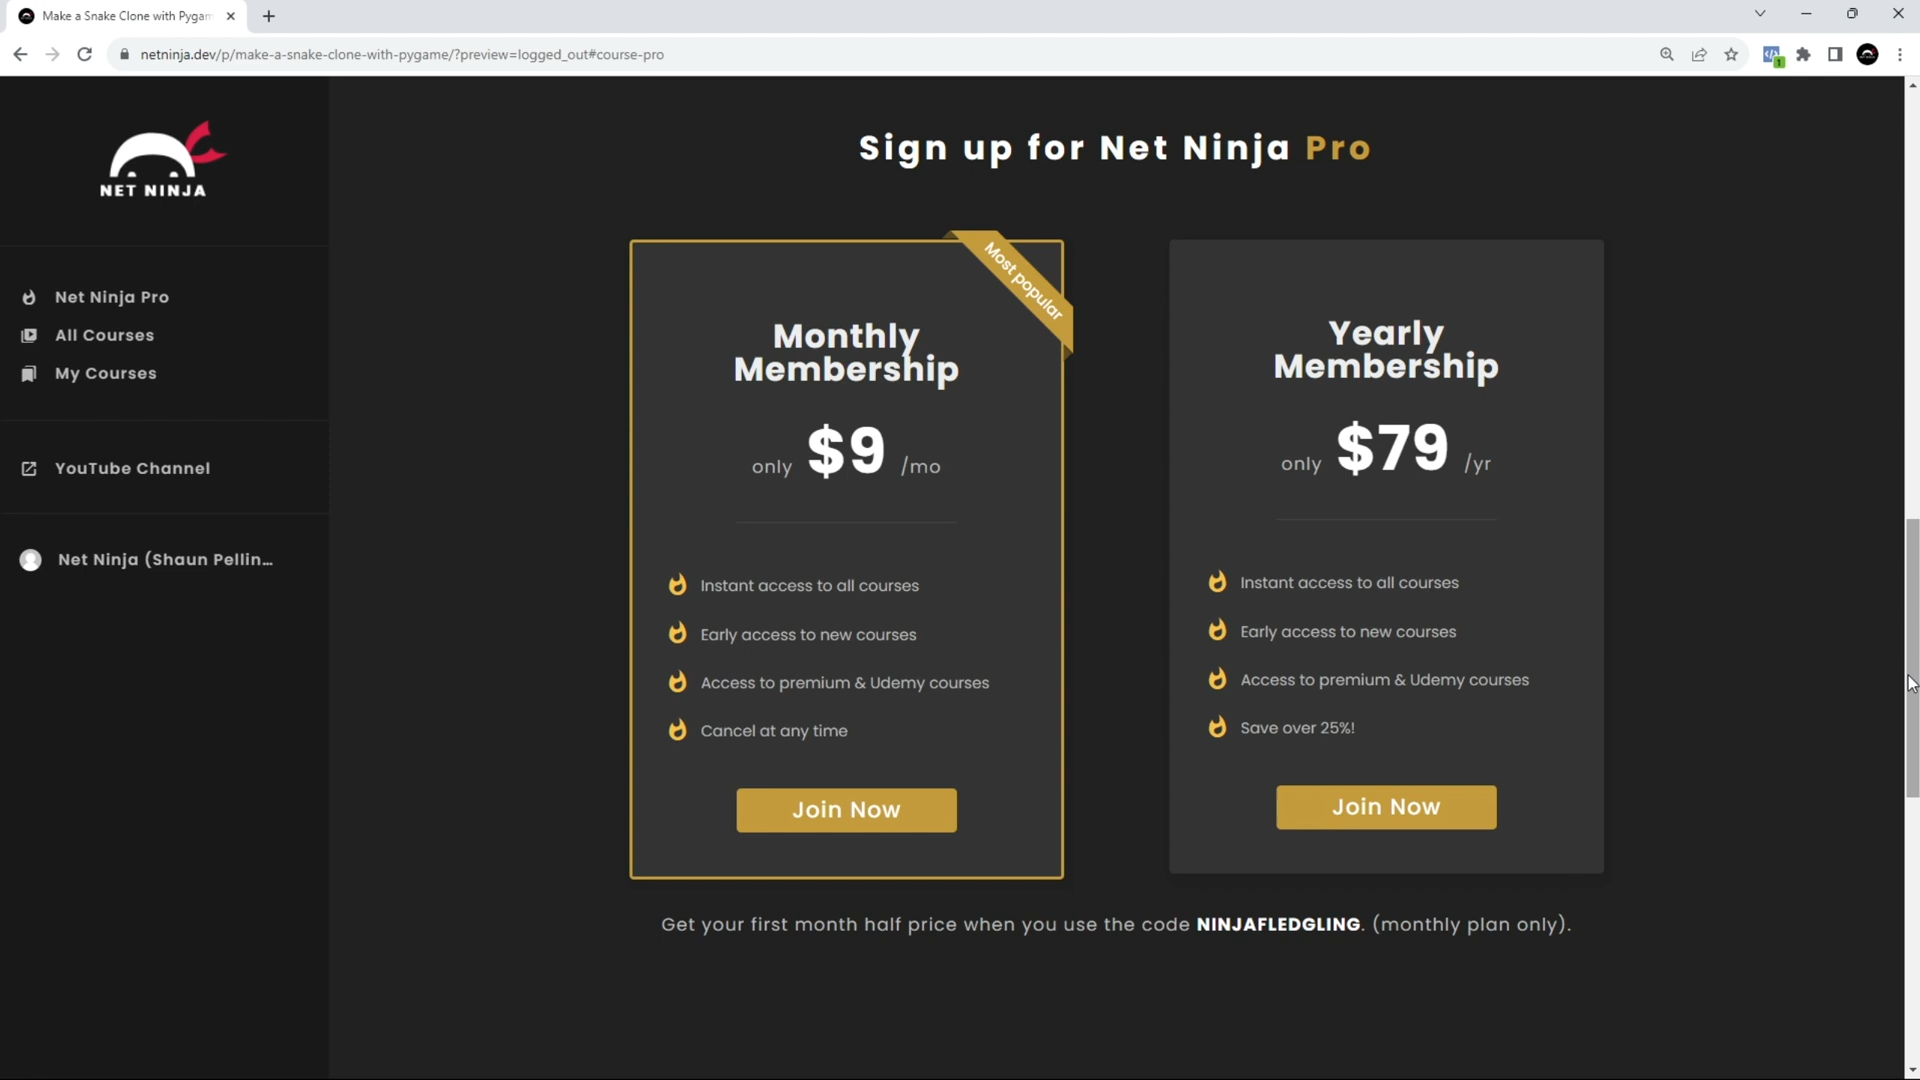 Make a Snake Clone with Pygam
netninja.dev/p/make-a-snake-clone-with-pygame/?preview=logged_out#course-pro
1
NET NINJA
Net Ninja Pro
All Courses
My Courses
YouTube Channel
Net Ninja (Shaun Pellin...
Sign up for Net Ninja Pro
Most popular
Monthly
Membership
only $9 /mo
Instant access to all courses
Early access to new courses
Access to premium & Udemy courses
Cancel at any time
Join Now
Yearly
Membership
only $79 /yr
Instant access to all courses
Early access to new courses
Access to premium & Udemy courses
Save over 25%!
Join Now
Get your first month half price when you use the code NINJAFLEDGLING. (monthly plan only).